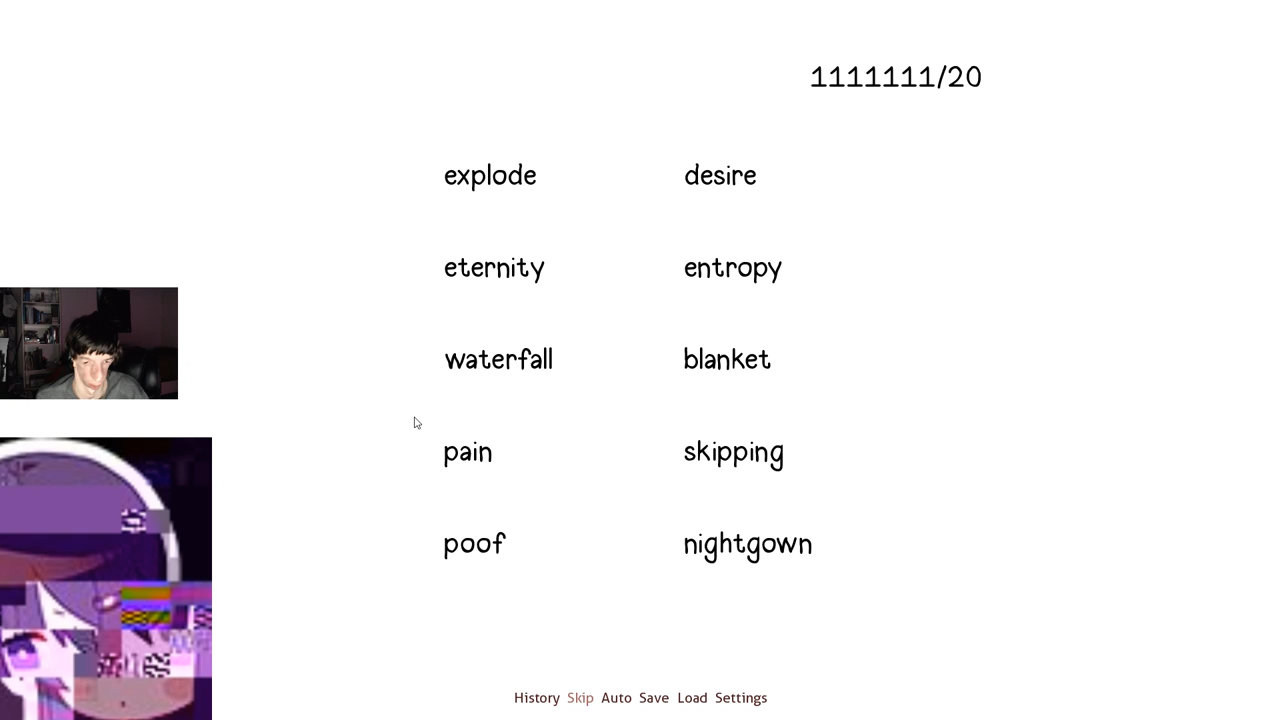 1111111/20
explode desire
eternity entropy
waterfall blanket
pain skipping
poof nightgown
History Skip Auto Save Load Settings